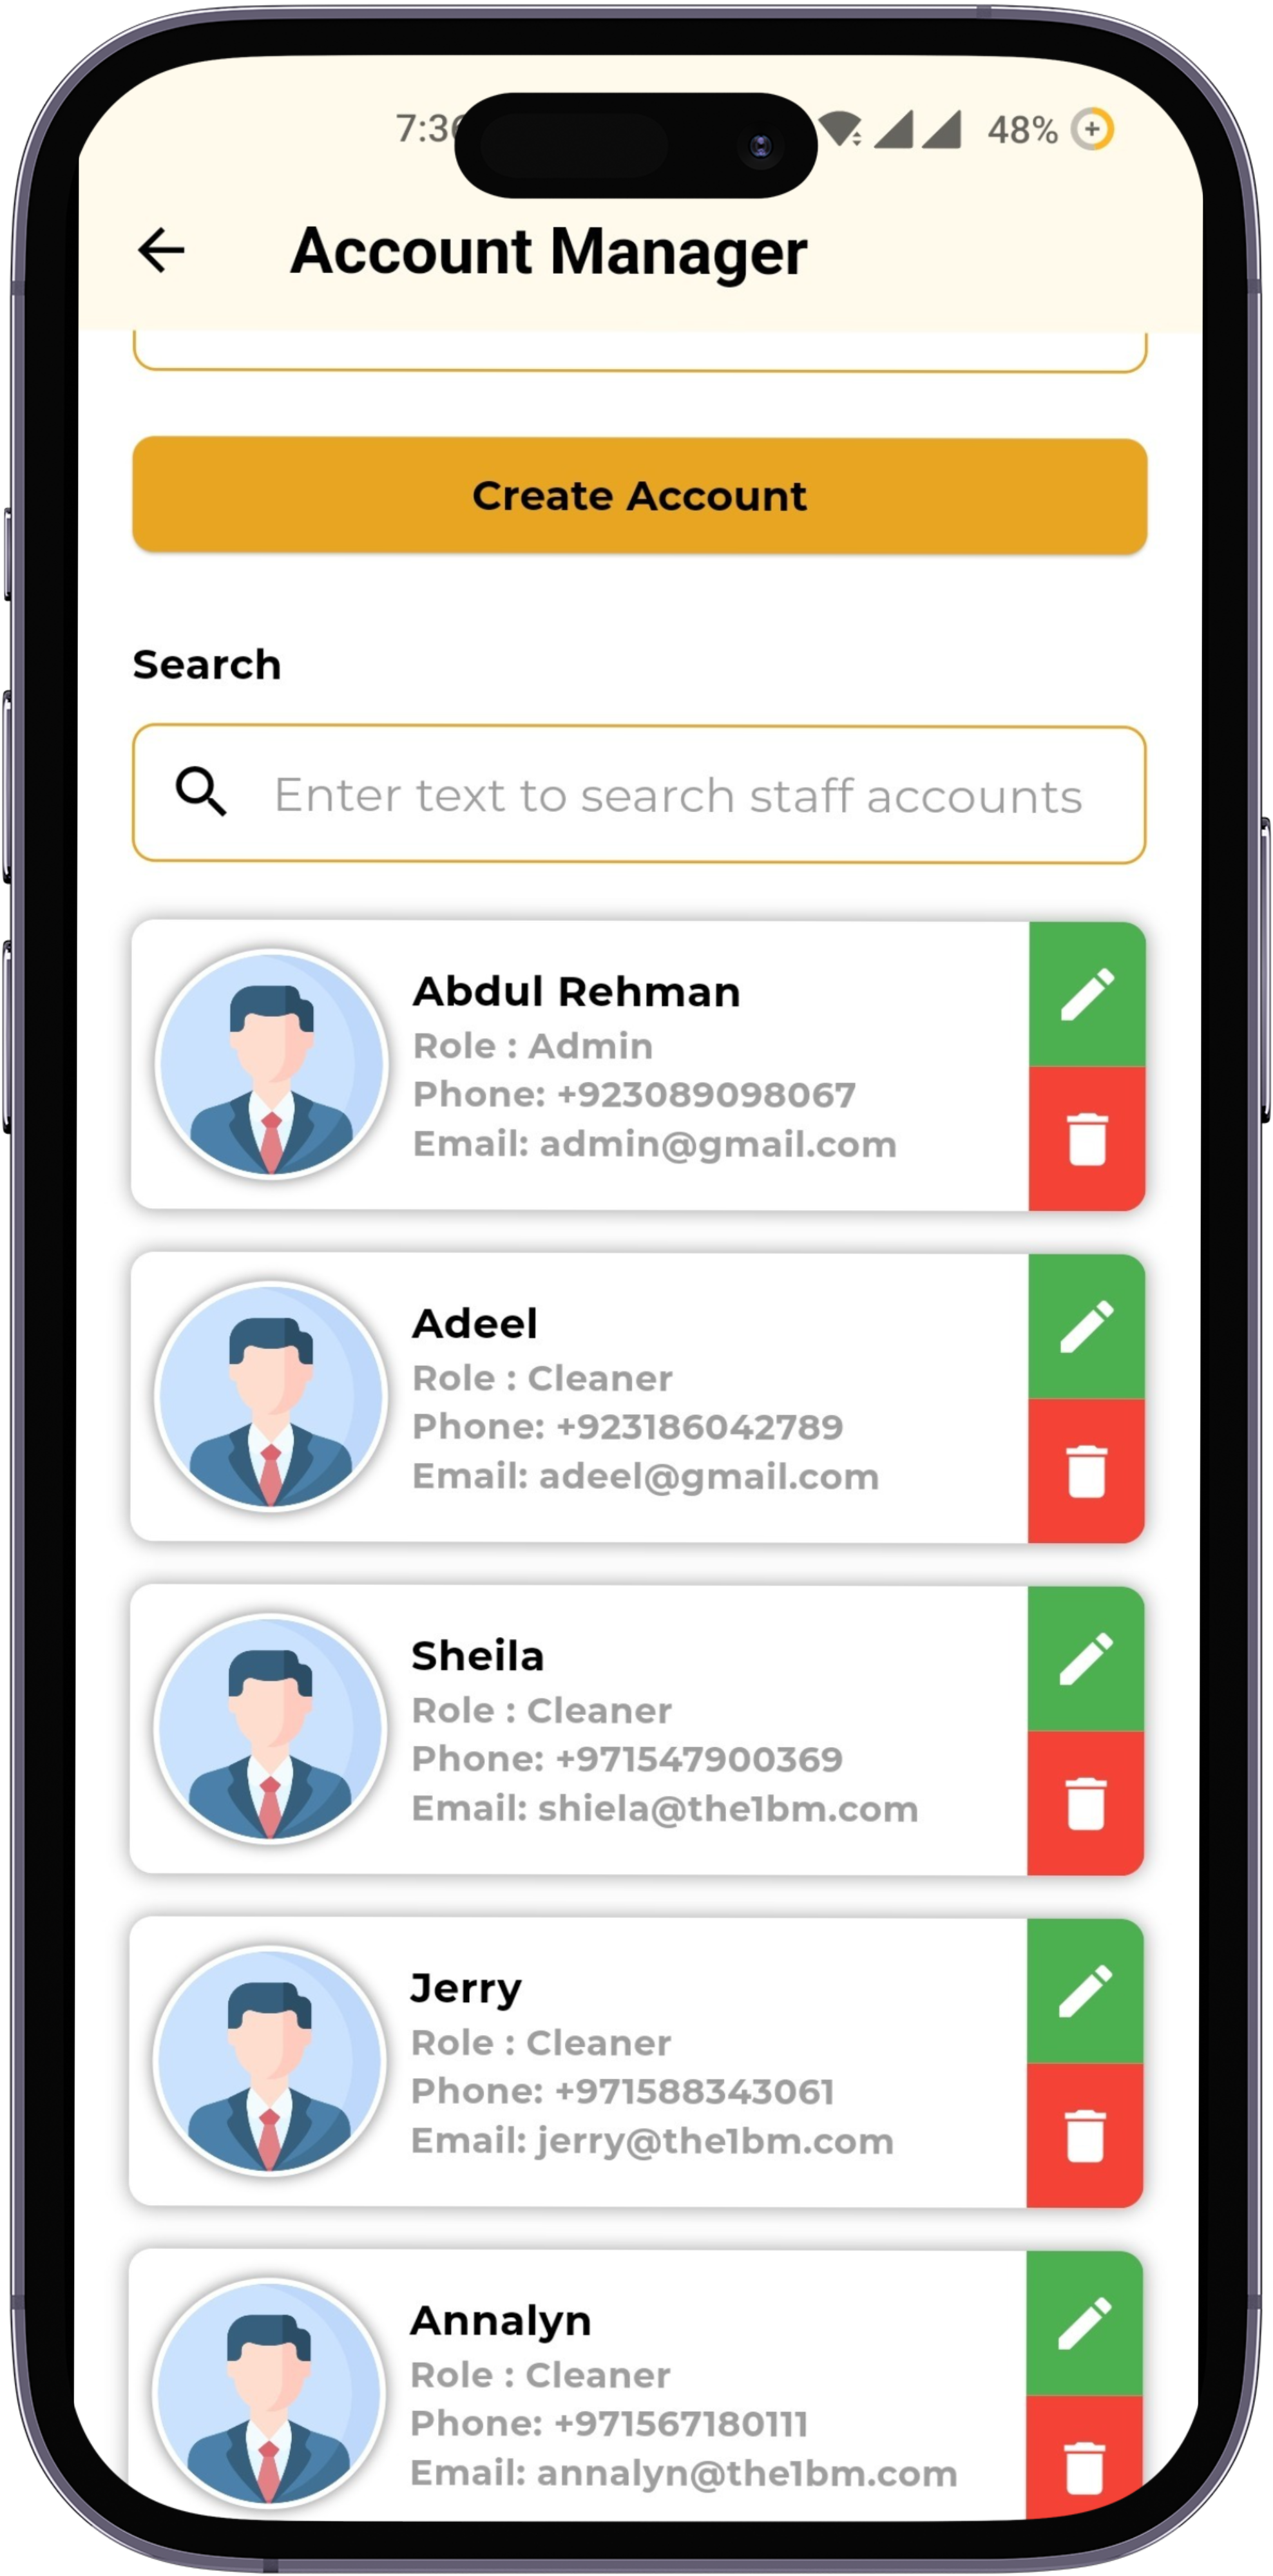 7:36
48%
Account Manager
Create Account
Search
Enter text to search staff accounts
Abdul Rehman
Role : Admin
Phone: +923089098067
Email: admin@gmail.com
Adeel
Role : Cleaner
Phone: +923186042789
Email: adeel@gmail.com
Sheila
Role : Cleaner
Phone: +971547900369
Email: shiela@the1bm.com
Jerry
Role : Cleaner
Phone: +971588343061
Email: jerry@the1bm.com
Annalyn
Role : Cleaner
Phone: +971567180111
Email: annalyn@the1bm.com